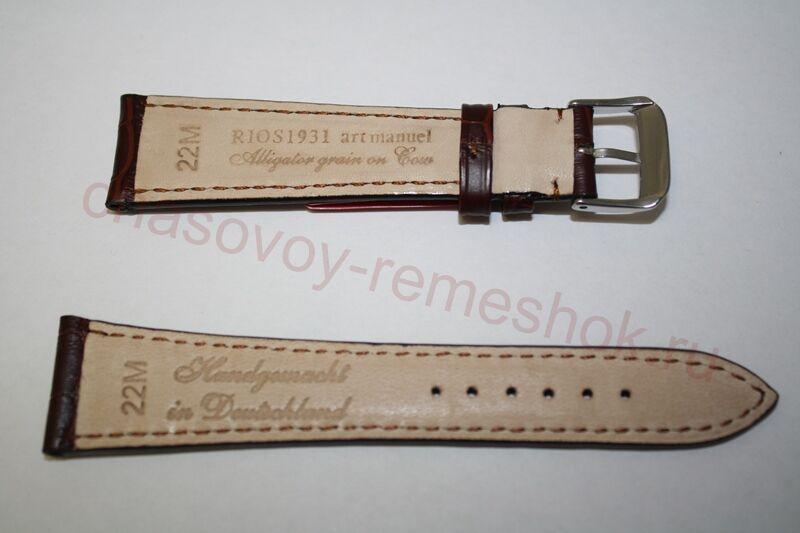 22M
RIOS1931 art manuel
Alligator grain on Cow
chasovoy-remeshok.ru
22M
Handgemacht
in Deutschland